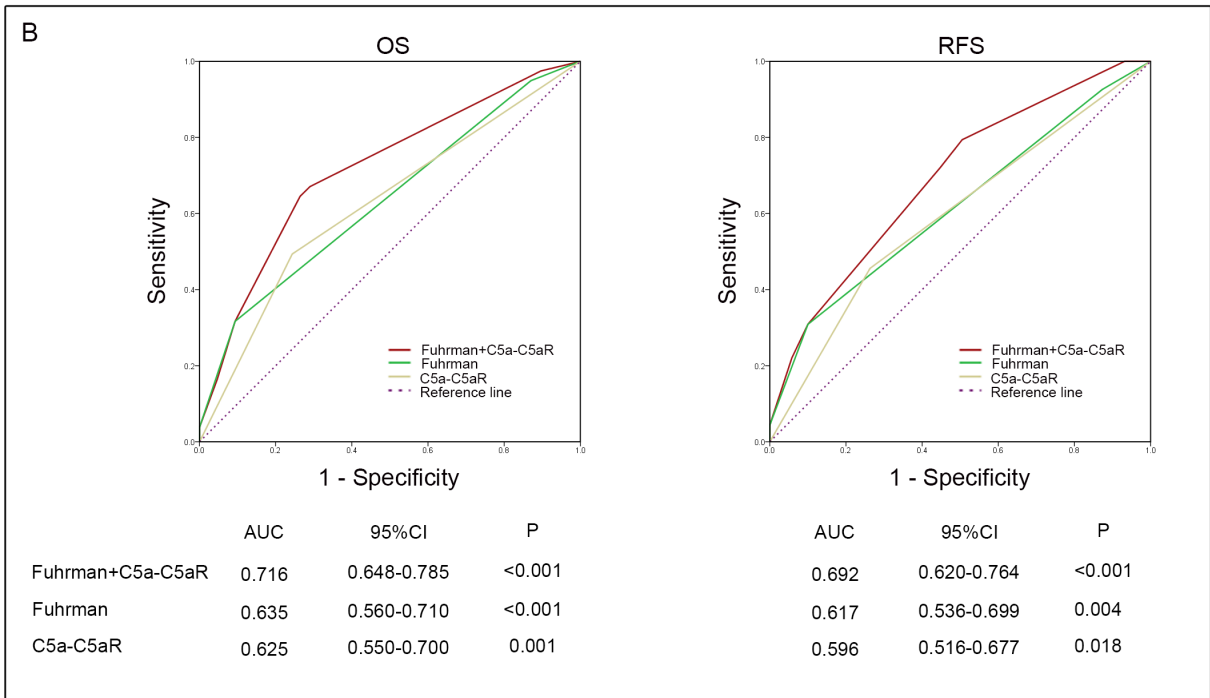 B
OS
1.0
0.8
0.6
0.4
0.2
0.0
Sensitivity
Fuhrman+C5a-C5aR
Fuhrman
C5a-C5aR
Reference line
0.0 0.2 0.4 0.6 0.8 1.0
1 - Specificity
RFS
1.0
0.8
0.6
0.4
0.2
0.0
Sensitivity
Fuhrman+C5a-C5aR
Fuhrman
C5a-C5aR
Reference line
0.0 0.2 0.4 0.6 0.8 1.0
1 - Specificity
AUC 95%CI P AUC 95%CI P
Fuhrman+C5a-C5aR 0.716 0.648-0.785 <0.001 0.692 0.620-0.764 <0.001
Fuhrman 0.635 0.560-0.710 <0.001 0.617 0.536-0.699 0.004
C5a-C5aR 0.625 0.550-0.700 0.001 0.596 0.516-0.677 0.018